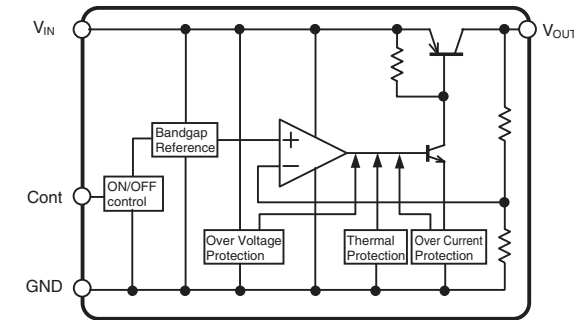 VIN
VOUT
Bandgap
Reference
+
−
Cont
ON/OFF
control
Over Voltage
Protection
Thermal
Protection
Over Current
Protection
GND